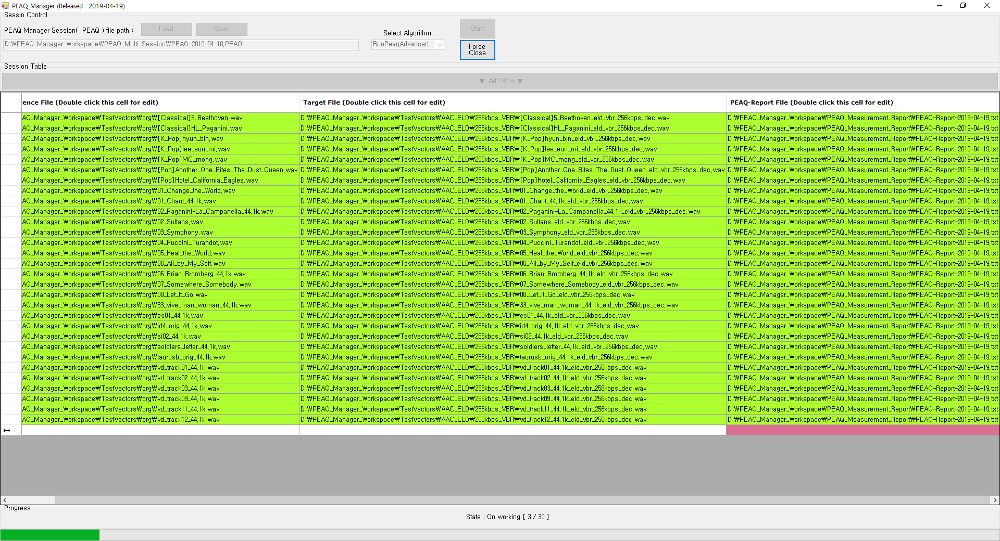 PEAQ_Manager (Released : 2019-04-19)
Sessin Control
PEAQ Manager Session( .PEAQ ) file path :
Load
Save
D:₩PEAQ_Manager_Workspace₩PEAQ_Multi_Session₩PEAQ-2019-04-10.PEAQ
Select Algorithm
RunPeaqAdvanced
Start
Force
Close
Session Table
▼ Add Row ▼
ence File (Double click this cell for edit) Target File (Double click this cell for edit) PEAQ-Report File (Double click this cell for edit)
AQ_Manager_Workspace₩TestVectors₩org₩[Classical]5_Beethoven.wav D:₩PEAQ_Manager_Workspace₩TestVectors₩AAC_ELD₩256kbps_VBR₩[Classical]5_Beethoven_eld_vbr_256kbps_dec.wav D:₩PEAQ_Manager_Workspace₩PEAQ_Measurement_Report₩PEAQ-Report-2019-04-19.txt
AQ_Manager_Workspace₩TestVectors₩org₩[Classical]HL_Paganini.wav D:₩PEAQ_Manager_Workspace₩TestVectors₩AAC_ELD₩256kbps_VBR₩[Classical]HL_Paganini_eld_vbr_256kbps_dec.wav D:₩PEAQ_Manager_Workspace₩PEAQ_Measurement_Report₩PEAQ-Report-2019-04-19.txt
AQ_Manager_Workspace₩TestVectors₩org₩[K_Pop]hyun_bin.wav D:₩PEAQ_Manager_Workspace₩TestVectors₩AAC_ELD₩256kbps_VBR₩[K_Pop]hyun_bin_eld_vbr_256kbps_dec.wav D:₩PEAQ_Manager_Workspace₩PEAQ_Measurement_Report₩PEAQ-Report-2019-04-19.txt
AQ_Manager_Workspace₩TestVectors₩org₩[K_Pop]lee_eun_mi.wav D:₩PEAQ_Manager_Workspace₩TestVectors₩AAC_ELD₩256kbps_VBR₩[K_Pop]lee_eun_mi_eld_vbr_256kbps_dec.wav D:₩PEAQ_Manager_Workspace₩PEAQ_Measurement_Report₩PEAQ-Report-2019-04-19.txt
AQ_Manager_Workspace₩TestVectors₩org₩[K_Pop]MC_mong.wav D:₩PEAQ_Manager_Workspace₩TestVectors₩AAC_ELD₩256kbps_VBR₩[K_Pop]MC_mong_eld_vbr_256kbps_dec.wav D:₩PEAQ_Manager_Workspace₩PEAQ_Measurement_Report₩PEAQ-Report-2019-04-19.txt
AQ_Manager_Workspace₩TestVectors₩org₩[Pop]Another_One_Bites_The_Dust_Queen.wav D:₩PEAQ_Manager_Workspace₩TestVectors₩AAC_ELD₩256kbps_VBR₩[Pop]Another_One_Bites_The_Dust_Queen_eld_vbr_256kbps_dec.wav D:₩PEAQ_Manager_Workspace₩PEAQ_Measurement_Report₩PEAQ-Report-2019-04-19.txt
AQ_Manager_Workspace₩TestVectors₩org₩[Pop]Hotel_California_Eagles.wav D:₩PEAQ_Manager_Workspace₩TestVectors₩AAC_ELD₩256kbps_VBR₩[Pop]Hotel_California_Eagles_eld_vbr_256kbps_dec.wav D:₩PEAQ_Manager_Workspace₩PEAQ_Measurement_Report₩PEAQ-Report-2019-04-19.txt
AQ_Manager_Workspace₩TestVectors₩org₩01_Change_the_World.wav D:₩PEAQ_Manager_Workspace₩TestVectors₩AAC_ELD₩256kbps_VBR₩01_Change_the_World_eld_vbr_256kbps_dec.wav D:₩PEAQ_Manager_Workspace₩PEAQ_Measurement_Report₩PEAQ-Report-2019-04-19.txt
AQ_Manager_Workspace₩TestVectors₩org₩01_Chant_44.1k.wav D:₩PEAQ_Manager_Workspace₩TestVectors₩AAC_ELD₩256kbps_VBR₩01_Chant_44.1k_eld_vbr_256kbps_dec.wav D:₩PEAQ_Manager_Workspace₩PEAQ_Measurement_Report₩PEAQ-Report-2019-04-19.txt
AQ_Manager_Workspace₩TestVectors₩org₩02_Paganini-La_Campanella_44.1k.wav D:₩PEAQ_Manager_Workspace₩TestVectors₩AAC_ELD₩256kbps_VBR₩02_Paganini-La_Campanella_44.1k_eld_vbr_256kbps_dec.wav D:₩PEAQ_Manager_Workspace₩PEAQ_Measurement_Report₩PEAQ-Report-2019-04-19.txt
AQ_Manager_Workspace₩TestVectors₩org₩02_Sultans.wav D:₩PEAQ_Manager_Workspace₩TestVectors₩AAC_ELD₩256kbps_VBR₩02_Sultans_eld_vbr_256kbps_dec.wav D:₩PEAQ_Manager_Workspace₩PEAQ_Measurement_Report₩PEAQ-Report-2019-04-19.txt
AQ_Manager_Workspace₩TestVectors₩org₩03_Symphony.wav D:₩PEAQ_Manager_Workspace₩TestVectors₩AAC_ELD₩256kbps_VBR₩03_Symphony_eld_vbr_256kbps_dec.wav D:₩PEAQ_Manager_Workspace₩PEAQ_Measurement_Report₩PEAQ-Report-2019-04-19.txt
AQ_Manager_Workspace₩TestVectors₩org₩04_Puccini_Turandot.wav D:₩PEAQ_Manager_Workspace₩TestVectors₩AAC_ELD₩256kbps_VBR₩04_Puccini_Turandot_eld_vbr_256kbps_dec.wav D:₩PEAQ_Manager_Workspace₩PEAQ_Measurement_Report₩PEAQ-Report-2019-04-19.txt
AQ_Manager_Workspace₩TestVectors₩org₩05_Heal_the_World.wav D:₩PEAQ_Manager_Workspace₩TestVectors₩AAC_ELD₩256kbps_VBR₩05_Heal_the_World_eld_vbr_256kbps_dec.wav D:₩PEAQ_Manager_Workspace₩PEAQ_Measurement_Report₩PEAQ-Report-2019-04-19.txt
AQ_Manager_Workspace₩TestVectors₩org₩06_All_by_My_Self.wav D:₩PEAQ_Manager_Workspace₩TestVectors₩AAC_ELD₩256kbps_VBR₩06_All_by_My_Self_eld_vbr_256kbps_dec.wav D:₩PEAQ_Manager_Workspace₩PEAQ_Measurement_Report₩PEAQ-Report-2019-04-19.txt
AQ_Manager_Workspace₩TestVectors₩org₩06_Brian_Bromberg_44.1k.wav D:₩PEAQ_Manager_Workspace₩TestVectors₩AAC_ELD₩256kbps_VBR₩06_Brian_Bromberg_44.1k_eld_vbr_256kbps_dec.wav D:₩PEAQ_Manager_Workspace₩PEAQ_Measurement_Report₩PEAQ-Report-2019-04-19.txt
AQ_Manager_Workspace₩TestVectors₩org₩07_Somewhere_Somebody.wav D:₩PEAQ_Manager_Workspace₩TestVectors₩AAC_ELD₩256kbps_VBR₩07_Somewhere_Somebody_eld_vbr_256kbps_dec.wav D:₩PEAQ_Manager_Workspace₩PEAQ_Measurement_Report₩PEAQ-Report-2019-04-19.txt
AQ_Manager_Workspace₩TestVectors₩org₩08_Let_It_Go.wav D:₩PEAQ_Manager_Workspace₩TestVectors₩AAC_ELD₩256kbps_VBR₩08_Let_It_Go_eld_vbr_256kbps_dec.wav D:₩PEAQ_Manager_Workspace₩PEAQ_Measurement_Report₩PEAQ-Report-2019-04-19.txt
AQ_Manager_Workspace₩TestVectors₩org₩33_vive_man_woman_44.1k.wav D:₩PEAQ_Manager_Workspace₩TestVectors₩AAC_ELD₩256kbps_VBR₩33_vive_man_woman_44.1k_eld_vbr_256kbps_dec.wav D:₩PEAQ_Manager_Workspace₩PEAQ_Measurement_Report₩PEAQ-Report-2019-04-19.txt
AQ_Manager_Workspace₩TestVectors₩org₩es01_44.1k.wav D:₩PEAQ_Manager_Workspace₩TestVectors₩AAC_ELD₩256kbps_VBR₩es01_44.1k_eld_vbr_256kbps_dec.wav D:₩PEAQ_Manager_Workspace₩PEAQ_Measurement_Report₩PEAQ-Report-2019-04-19.txt
AQ_Manager_Workspace₩TestVectors₩org₩id4_orig_44.1k.wav D:₩PEAQ_Manager_Workspace₩TestVectors₩AAC_ELD₩256kbps_VBR₩id4_orig_44.1k_eld_vbr_256kbps_dec.wav D:₩PEAQ_Manager_Workspace₩PEAQ_Measurement_Report₩PEAQ-Report-2019-04-19.txt
AQ_Manager_Workspace₩TestVectors₩org₩si02_44.1k.wav D:₩PEAQ_Manager_Workspace₩TestVectors₩AAC_ELD₩256kbps_VBR₩si02_44.1k_eld_vbr_256kbps_dec.wav D:₩PEAQ_Manager_Workspace₩PEAQ_Measurement_Report₩PEAQ-Report-2019-04-19.txt
AQ_Manager_Workspace₩TestVectors₩org₩soldiers_letter_44.1k.wav D:₩PEAQ_Manager_Workspace₩TestVectors₩AAC_ELD₩256kbps_VBR₩soldiers_letter_44.1k_eld_vbr_256kbps_dec.wav D:₩PEAQ_Manager_Workspace₩PEAQ_Measurement_Report₩PEAQ-Report-2019-04-19.txt
AQ_Manager_Workspace₩TestVectors₩org₩taurusb_orig_44.1k.wav D:₩PEAQ_Manager_Workspace₩TestVectors₩AAC_ELD₩256kbps_VBR₩taurusb_orig_44.1k_eld_vbr_256kbps_dec.wav D:₩PEAQ_Manager_Workspace₩PEAQ_Measurement_Report₩PEAQ-Report-2019-04-19.txt
AQ_Manager_Workspace₩TestVectors₩org₩vd_track01_44.1k.wav D:₩PEAQ_Manager_Workspace₩TestVectors₩AAC_ELD₩256kbps_VBR₩vd_track01_44.1k_eld_vbr_256kbps_dec.wav D:₩PEAQ_Manager_Workspace₩PEAQ_Measurement_Report₩PEAQ-Report-2019-04-19.txt
AQ_Manager_Workspace₩TestVectors₩org₩vd_track02_44.1k.wav D:₩PEAQ_Manager_Workspace₩TestVectors₩AAC_ELD₩256kbps_VBR₩vd_track02_44.1k_eld_vbr_256kbps_dec.wav D:₩PEAQ_Manager_Workspace₩PEAQ_Measurement_Report₩PEAQ-Report-2019-04-19.txt
AQ_Manager_Workspace₩TestVectors₩org₩vd_track03_44.1k.wav D:₩PEAQ_Manager_Workspace₩TestVectors₩AAC_ELD₩256kbps_VBR₩vd_track03_44.1k_eld_vbr_256kbps_dec.wav D:₩PEAQ_Manager_Workspace₩PEAQ_Measurement_Report₩PEAQ-Report-2019-04-19.txt
AQ_Manager_Workspace₩TestVectors₩org₩vd_track09_44.1k.wav D:₩PEAQ_Manager_Workspace₩TestVectors₩AAC_ELD₩256kbps_VBR₩vd_track09_44.1k_eld_vbr_256kbps_dec.wav D:₩PEAQ_Manager_Workspace₩PEAQ_Measurement_Report₩PEAQ-Report-2019-04-19.txt
AQ_Manager_Workspace₩TestVectors₩org₩vd_track11_44.1k.wav D:₩PEAQ_Manager_Workspace₩TestVectors₩AAC_ELD₩256kbps_VBR₩vd_track11_44.1k_eld_vbr_256kbps_dec.wav D:₩PEAQ_Manager_Workspace₩PEAQ_Measurement_Report₩PEAQ-Report-2019-04-19.txt
AQ_Manager_Workspace₩TestVectors₩org₩vd_track12_44.1k.wav D:₩PEAQ_Manager_Workspace₩TestVectors₩AAC_ELD₩256kbps_VBR₩vd_track12_44.1k_eld_vbr_256kbps_dec.wav D:₩PEAQ_Manager_Workspace₩PEAQ_Measurement_Report₩PEAQ-Report-2019-04-19.txt
Progress
State : On working [ 3 / 30 ]